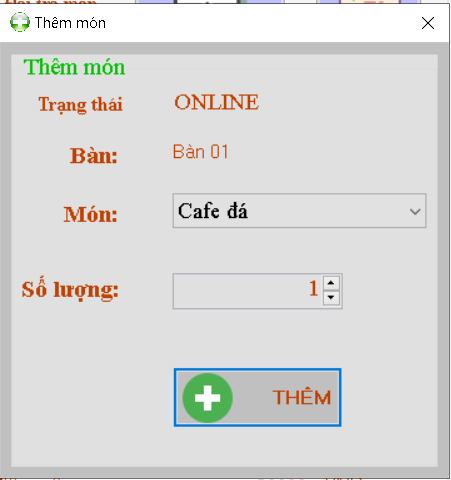 Thêm món
Thêm món
Trạng thái ONLINE
Bàn: Bàn 01
Món: Cafe đá
Số lượng: 1
THÊM